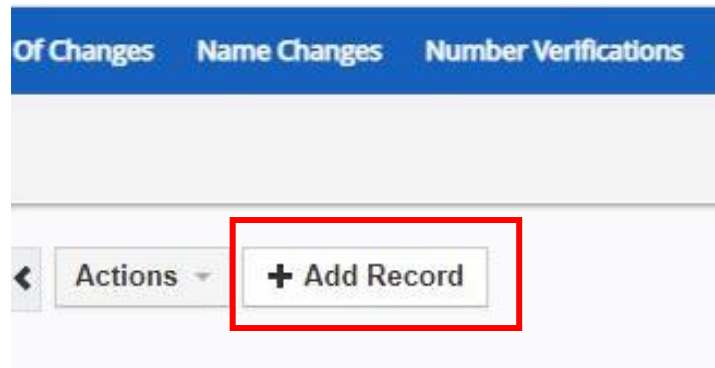 Of Changes Name Changes Number Verifications
Actions + Add Record